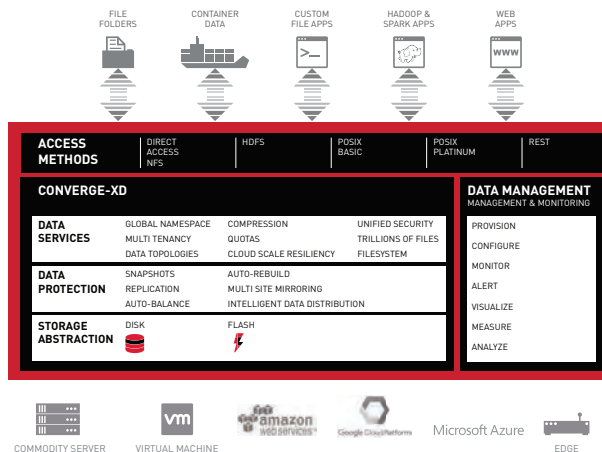 FILE
FOLDERS
CONTAINER
DATA
CUSTOM
FILE APPS
HADOOP &
SPARK APPS
WEB
APPS
>_
www
ACCESS
METHODS
DIRECT
ACCESS
NFS
HDFS
POSIX
BASIC
POSIX
PLATINUM
REST
CONVERGE-XD
DATA
SERVICES
GLOBAL NAMESPACE
MULTI TENANCY
DATA TOPOLOGIES
COMPRESSION
QUOTAS
CLOUD SCALE RESILIENCY
UNIFIED SECURITY
TRILLIONS OF FILES
FILESYSTEM
DATA
PROTECTION
SNAPSHOTS
REPLICATION
AUTO-BALANCE
AUTO-REBUILD
MULTI SITE MIRRORING
INTELLIGENT DATA DISTRIBUTION
STORAGE
ABSTRACTION
DISK
FLASH
DATA MANAGEMENT
MANAGEMENT & MONITORING
PROVISION
CONFIGURE
MONITOR
ALERT
VISUALIZE
MEASURE
ANALYZE
COMMODITY SERVER
vm
VIRTUAL MACHINE
amazon
web services
Google Cloud Platform
Microsoft Azure
EDGE